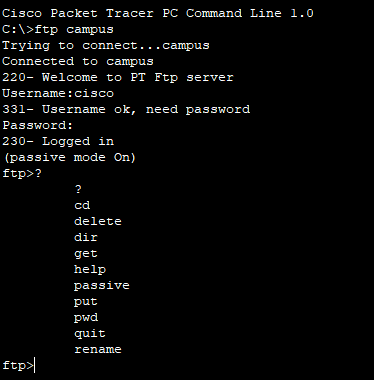 Cisco Packet Tracer PC Command Line 1.0
C:\>ftp campus
Trying to connect...campus
Connected to campus
220- Welcome to PT Ftp server
Username:cisco
331- Username ok, need password
Password:
230- Logged in
(passive mode On)
ftp>?
?
cd
delete
dir
get
help
passive
put
pwd
quit
rename
ftp>